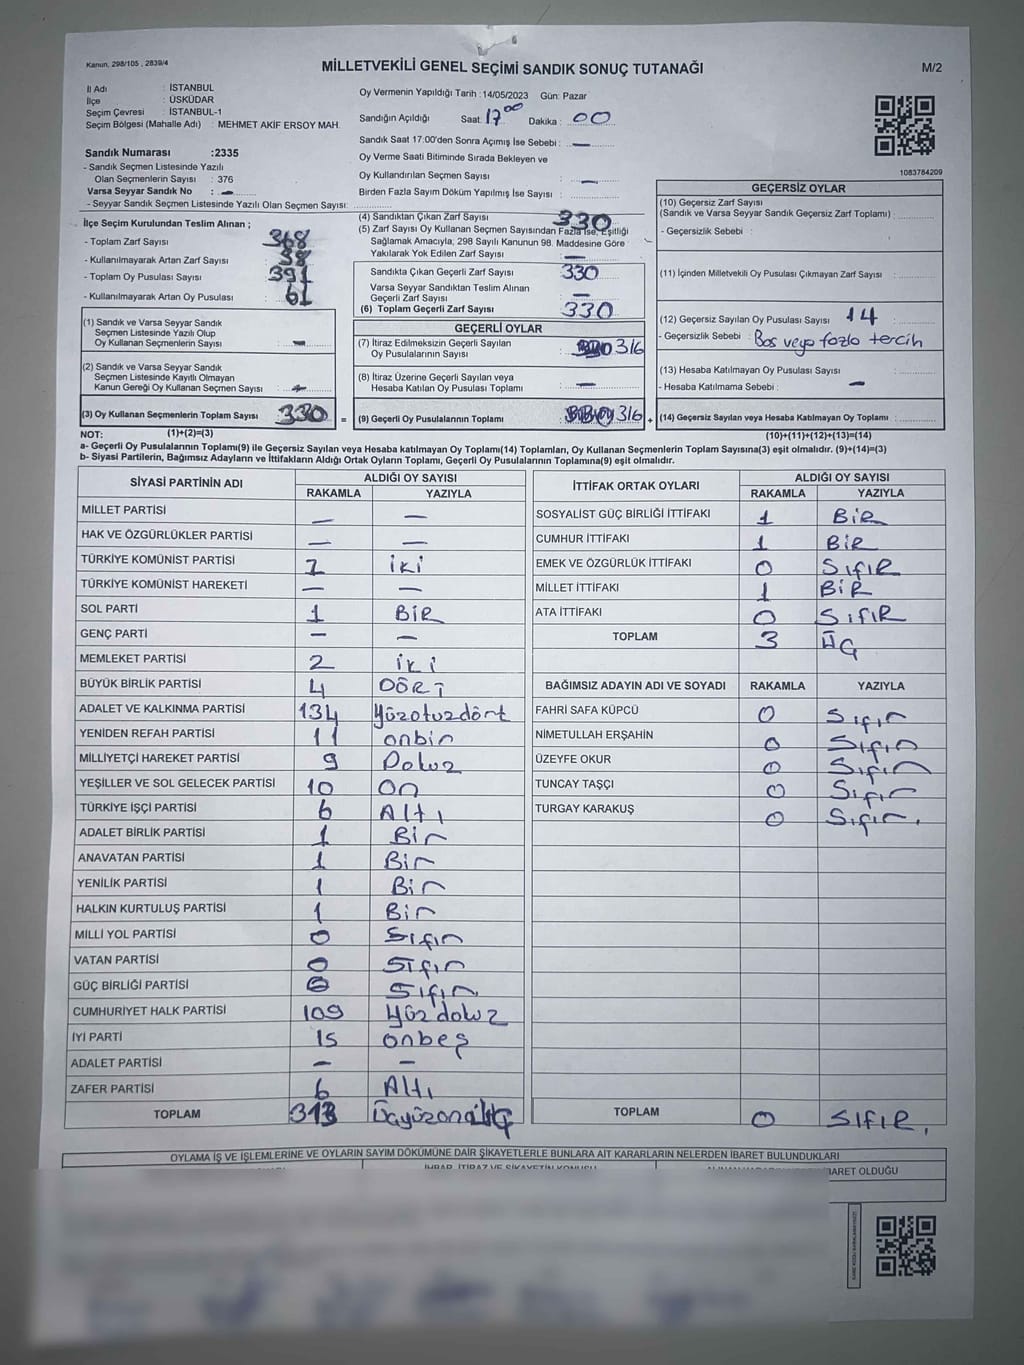 Kanun, 298/105 , 2839/4
MİLLETVEKİLİ GENEL SEÇİMİ SANDIK SONUÇ TUTANAĞI
M/2
İl Adı : İSTANBUL
İlçe : ÜSKÜDAR
Seçim Çevresi : İSTANBUL-1
Seçim Bölgesi (Mahalle Adı) : MEHMET AKİF ERSOY MAH.
Oy Vermenin Yapıldığı Tarih : 14/05/2023 Gün: Pazar
Sandığın Açıldığı Saat : 17 00 Dakika : 00
Sandık Saat 17:00'den Sonra Açımış İse Sebebi : —
Oy Verme Saati Bitiminde Sırada Bekleyen ve
Oy Kullandırılan Seçmen Sayısı : —
Birden Fazla Sayım Döküm Yapılmış İse Sayısı :
1083784209
Sandık Numarası :2335
- Sandık Seçmen Listesinde Yazılı
Olan Seçmenlerin Sayısı : 376
Varsa Seyyar Sandık No : —
- Seyyar Sandık Seçmen Listesinde Yazılı Olan Seçmen Sayısı:
İlçe Seçim Kurulundan Teslim Alınan ;
- Toplam Zarf Sayısı : 368
- Kullanılmayarak Artan Zarf Sayısı : 38
- Toplam Oy Pusulası Sayısı : 391
- Kullanılmayarak Artan Oy Pusulası : 61
(1) Sandık ve Varsa Seyyar Sandık
Seçmen Listesinde Yazılı Olup
Oy Kullanan Seçmenlerin Sayısı : —
(2) Sandık ve Varsa Seyyar Sandık
Seçmen Listesinde Kayıtlı Olmayan
Kanun Gereği Oy Kullanan Seçmen Sayısı : —
(3) Oy Kullanan Seçmenlerin Toplam Sayısı : 330 =
(4) Sandıktan Çıkan Zarf Sayısı : 330
(5) Zarf Sayısı Oy Kullanan Seçmen Sayısından Fazla İse, Eşitliği
Sağlamak Amacıyla, 298 Sayılı Kanunun 98. Maddesine Göre
Yakılarak Yok Edilen Zarf Sayısı : —
Sandıkta Çıkan Geçerli Zarf Sayısı : 330
Varsa Seyyar Sandıktan Teslim Alınan
Geçerli Zarf Sayısı : —
(6) Toplam Geçerli Zarf Sayısı : 330
GEÇERLİ OYLAR
(7) İtiraz Edilmeksizin Geçerli Sayılan
Oy Pusulalarının Sayısı : 316
(8) İtiraz Üzerine Geçerli Sayılan veya
Hesaba Katılan Oy Pusulası Toplamı : —
(9) Geçerli Oy Pusulalarının Toplamı : 316 +
GEÇERSİZ OYLAR
(10) Geçersiz Zarf Sayısı
(Sandık ve Varsa Seyyar Sandık Geçersiz Zarf Toplamı) :
- Geçersizlik Sebebi :
(11) İçinden Milletvekili Oy Pusulası Çıkmayan Zarf Sayısı :
(12) Geçersiz Sayılan Oy Pusulası Sayısı : 14
- Geçersizlik Sebebi : Boş veya fazla tercih
(13) Hesaba Katılmayan Oy Pusulası Sayısı :
- Hesaba Katılmama Sebebi : —
(14) Geçersiz Sayılan veya Hesaba Katılmayan Oy Toplamı :
NOT: (1)+(2)=(3)
(10)+(11)+(12)+(13)=(14)
a- Geçerli Oy Pusulalarının Toplamı(9) ile Geçersiz Sayılan veya Hesaba katılmayan Oy Toplamı(14) Toplamları, Oy Kullanan Seçmenlerin Toplam Sayısına(3) eşit olmalıdır. (9)+(14)=(3)
b- Siyasi Partilerin, Bağımsız Adayların ve İttifakların Aldığı Ortak Oyların Toplamı, Geçerli Oy Pusulalarının Toplamına(9) eşit olmalıdır.
SİYASİ PARTİNİN ADI ALDIĞI OY SAYISI
RAKAMLA YAZIYLA
MİLLET PARTİSİ — —
HAK VE ÖZGÜRLÜKLER PARTİSİ — —
TÜRKİYE KOMÜNİST PARTİSİ 2 iki
TÜRKİYE KOMÜNİST HAREKETİ — —
SOL PARTİ 1 BİR
GENÇ PARTİ — —
MEMLEKET PARTİSİ 2 iki
BÜYÜK BİRLİK PARTİSİ 4 DÖRT
ADALET VE KALKINMA PARTİSİ 134 Yüzotuzdört
YENİDEN REFAH PARTİSİ 11 onbir
MİLLİYETÇİ HAREKET PARTİSİ 9 Dokuz
YEŞİLLER VE SOL GELECEK PARTİSİ 10 On
TÜRKİYE İŞÇİ PARTİSİ 6 Altı
ADALET BİRLİK PARTİSİ 1 Bir
ANAVATAN PARTİSİ 1 Bir
YENİLİK PARTİSİ 1 Bir
HALKIN KURTULUŞ PARTİSİ 1 Bir
MİLLİ YOL PARTİSİ 0 Sıfır
VATAN PARTİSİ 0 Sıfır
GÜÇ BİRLİĞİ PARTİSİ 0 Sıfır
CUMHURİYET HALK PARTİSİ 109 Yüzdokuz
İYİ PARTİ 15 onbeş
ADALET PARTİSİ — —
ZAFER PARTİSİ 6 Altı
TOPLAM 313
İTTİFAK ORTAK OYLARI ALDIĞI OY SAYISI
RAKAMLA YAZIYLA
SOSYALİST GÜÇ BİRLİĞİ İTTİFAKI 1 BİR
CUMHUR İTTİFAKI 1 BİR
EMEK VE ÖZGÜRLÜK İTTİFAKI 0 SıfıR
MİLLET İTTİFAKI 1 BİR
ATA İTTİFAKI 0 SıfıR
TOPLAM 3 ÜÇ
BAĞIMSIZ ADAYIN ADI VE SOYADI RAKAMLA YAZIYLA
FAHRİ SAFA KÜPCÜ 0 Sıfır
NİMETULLAH ERŞAHİN 0 Sıfır
ÜZEYFE OKUR 0 Sıfır
TUNCAY TAŞÇI 0 Sıfır
TURGAY KARAKUŞ 0 Sıfır.
TOPLAM 0 SIFIR.
OYLAMA İŞ VE İŞLEMLERİNE VE OYLARIN SAYIM DÖKÜMÜNE DAİR ŞİKAYETLERLE BUNLARA AİT KARARLARIN NELERDEN İBARET BULUNDUKLARI
İHBAR, İTİRAZ VE ŞİKAYETİN KONUSU
BARET OLDUĞU